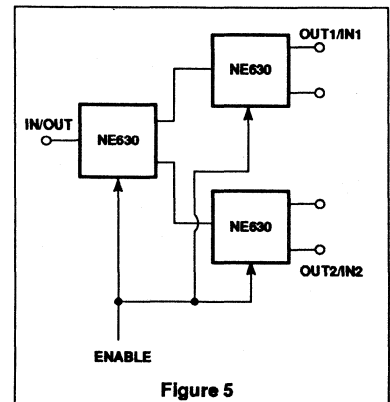 OUT1/IN1
NE630
IN/OUT
NE630
NE630
OUT2/IN2
ENABLE
Figure 5